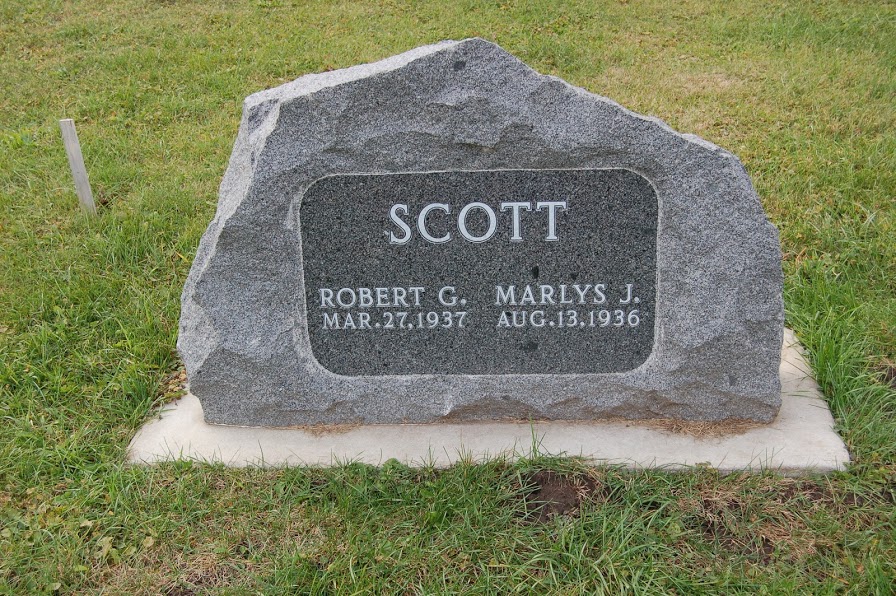 SCOTT
ROBERT G. MARLYS J.
MAR.27,1937 AUG.13,1936